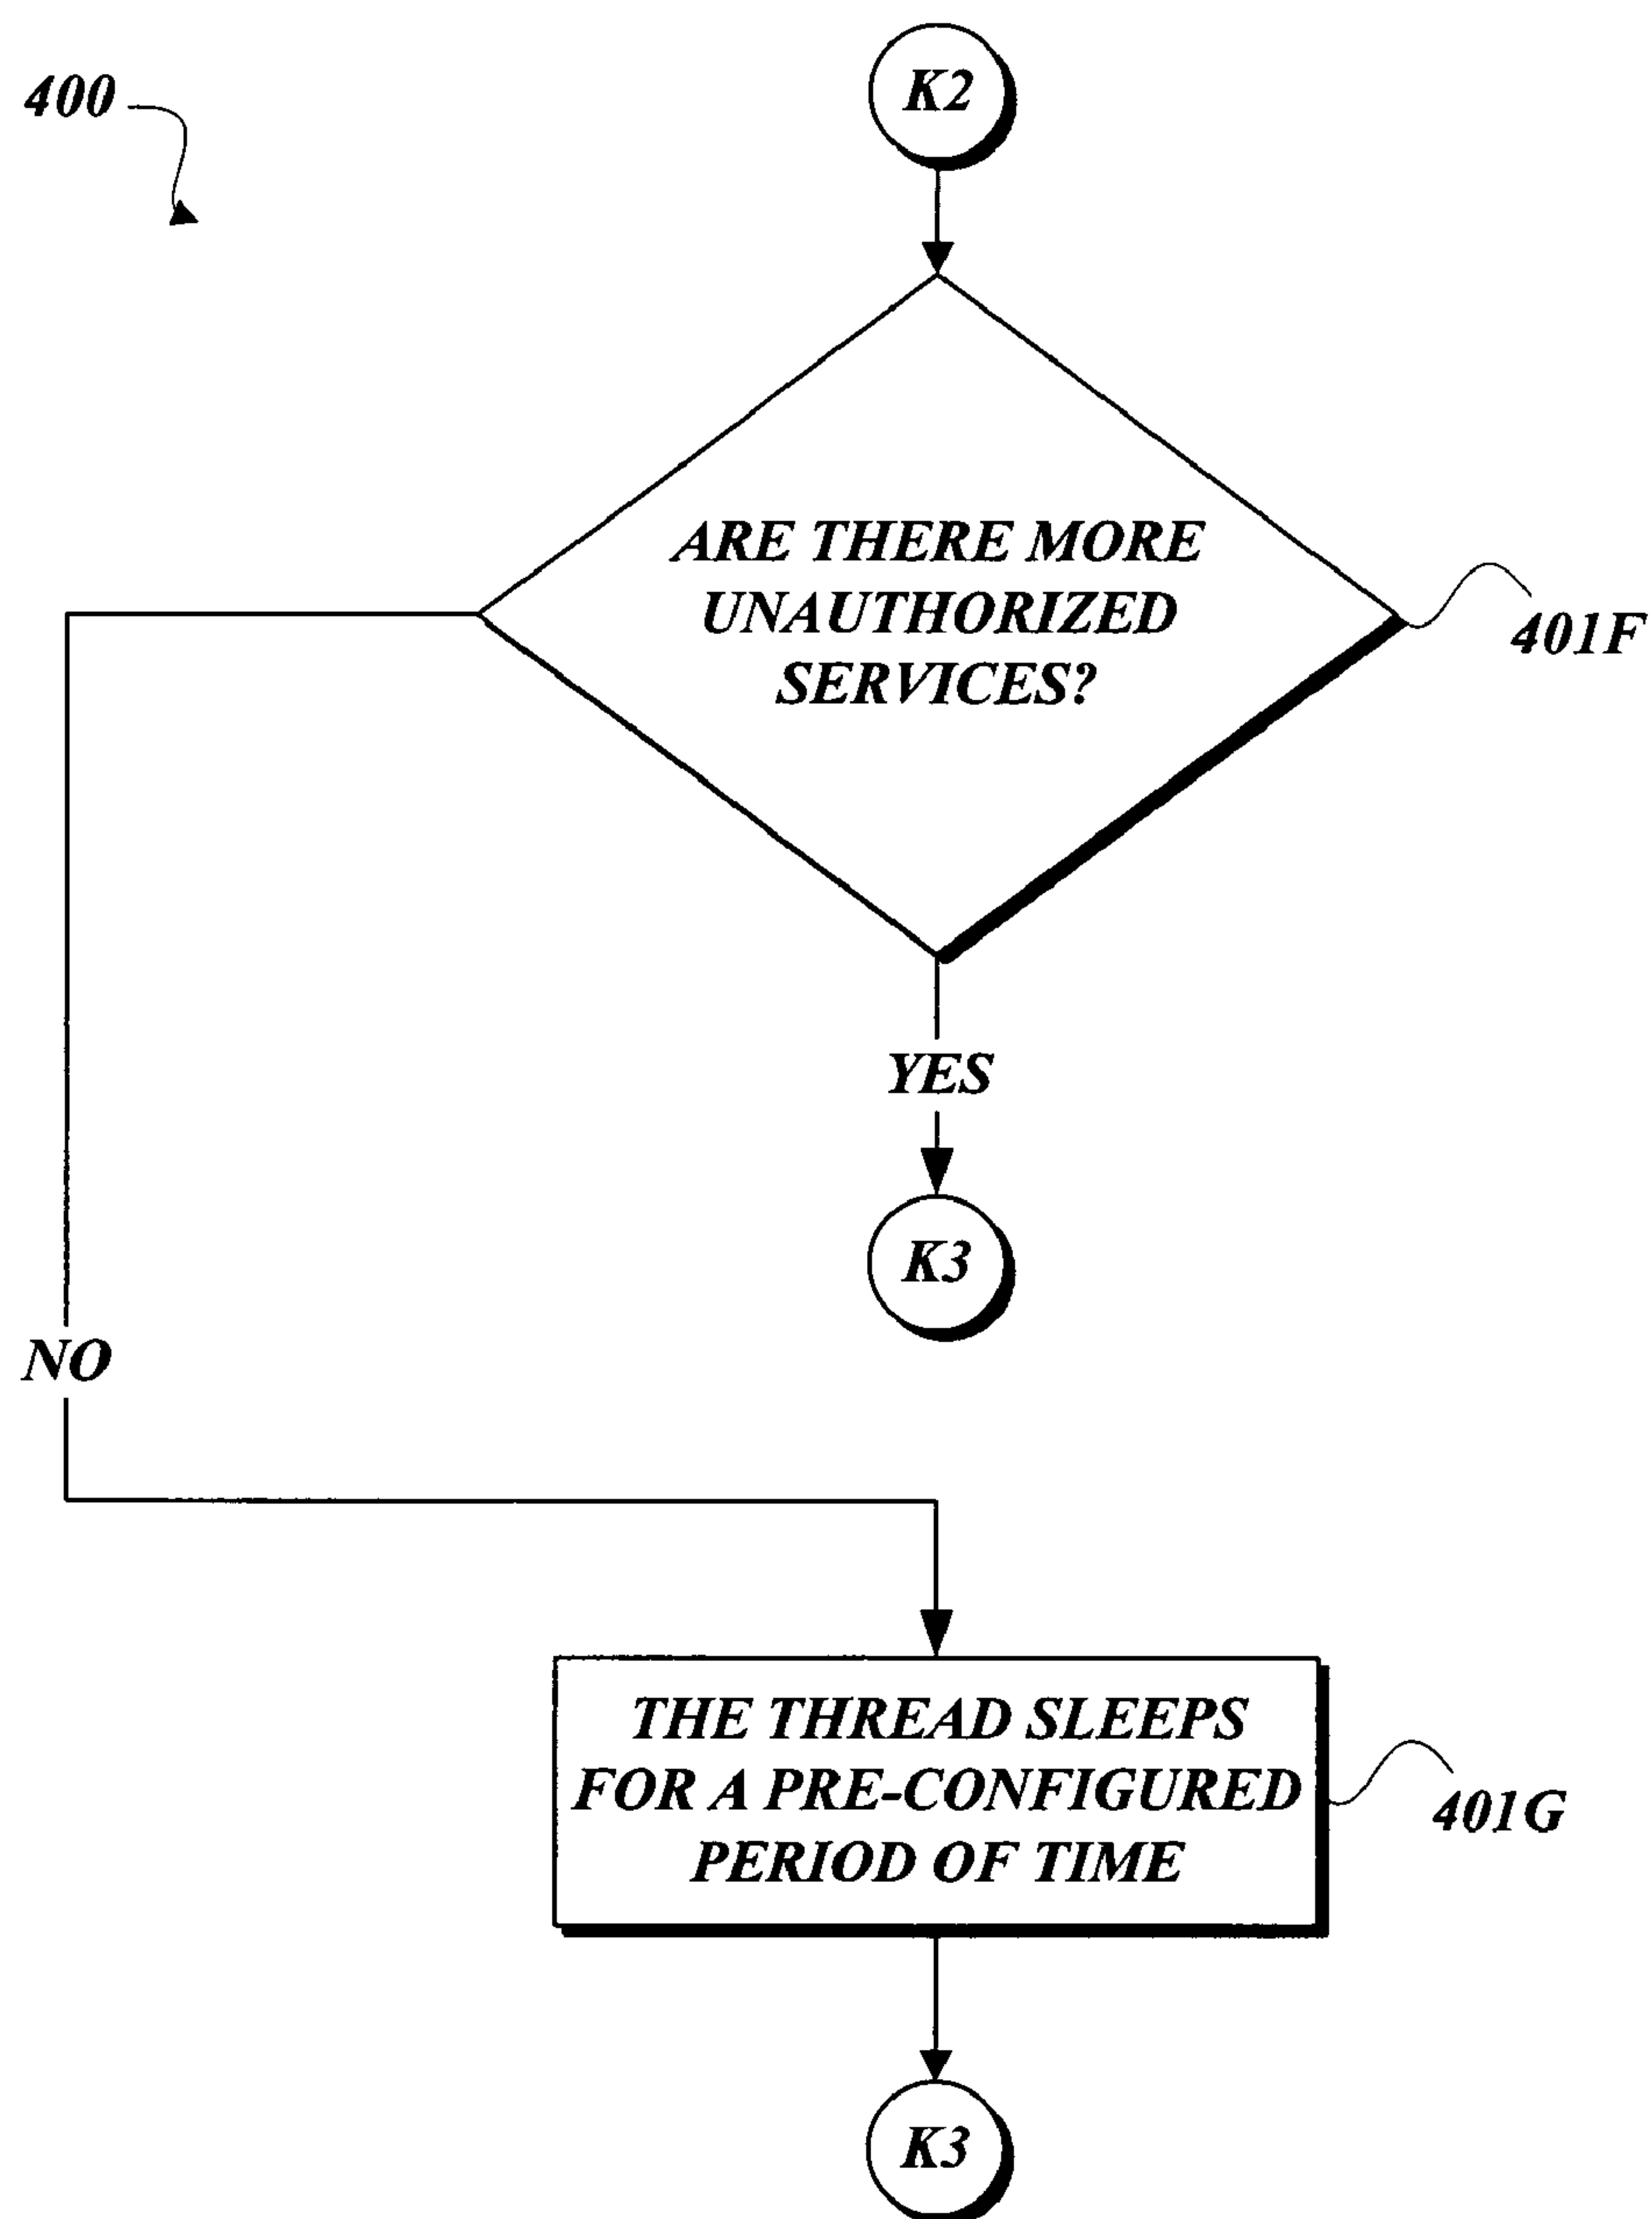 400
K2
ARE THERE MORE
UNAUTHORIZED
SERVICES?
401F
YES
K3
NO
THE THREAD SLEEPS
FOR A PRE-CONFIGURED
PERIOD OF TIME
401G
K3